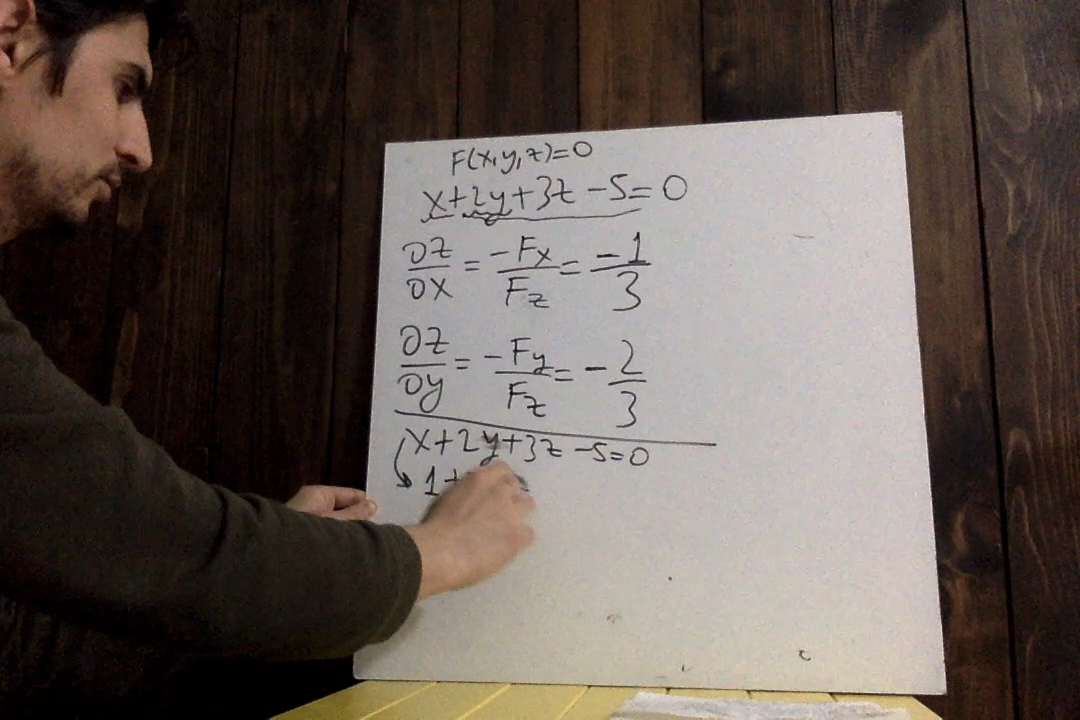 F(x,y,z)=0
x+2y+3z-5=0
∂z/∂x = -Fx/Fz = -1/3
∂z/∂y = -Fy/Fz = -2/3
x+2y+3z-5=0
1+